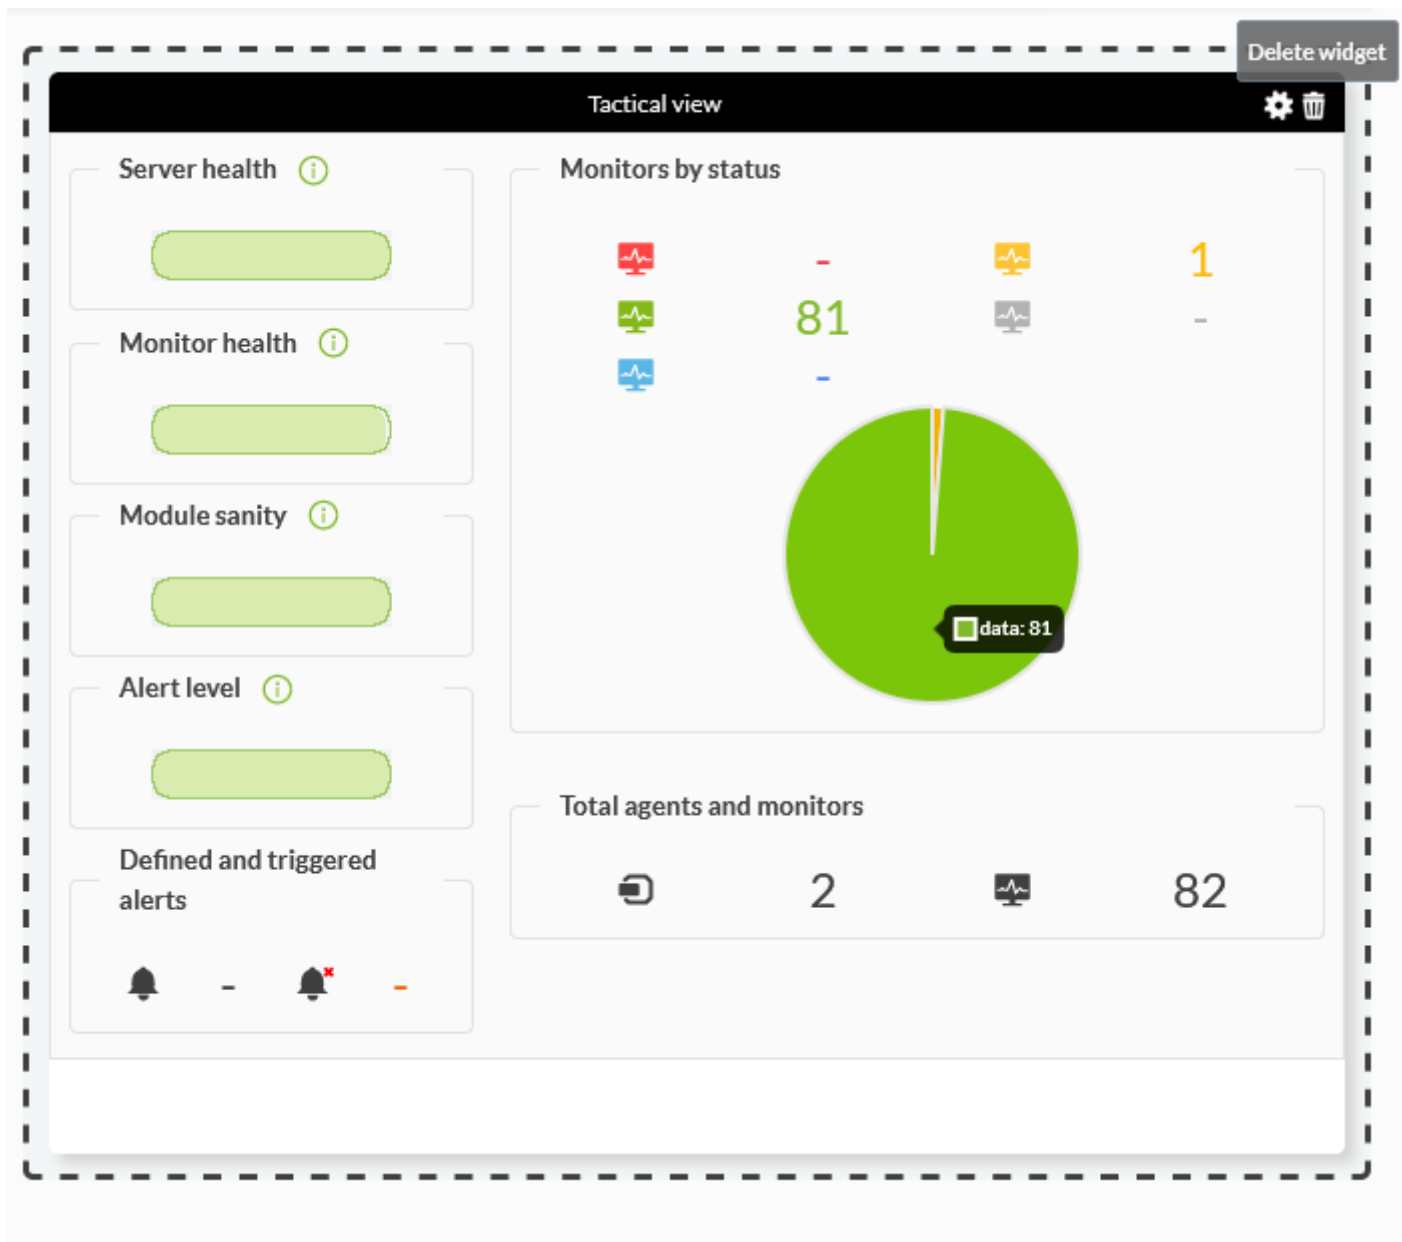 Delete widget
Tactical view
Server health
Monitor health
Module sanity
Alert level
Defined and triggered
alerts
- -
Monitors by status
- 1
81 -
-
data: 81
Total agents and monitors
2 82